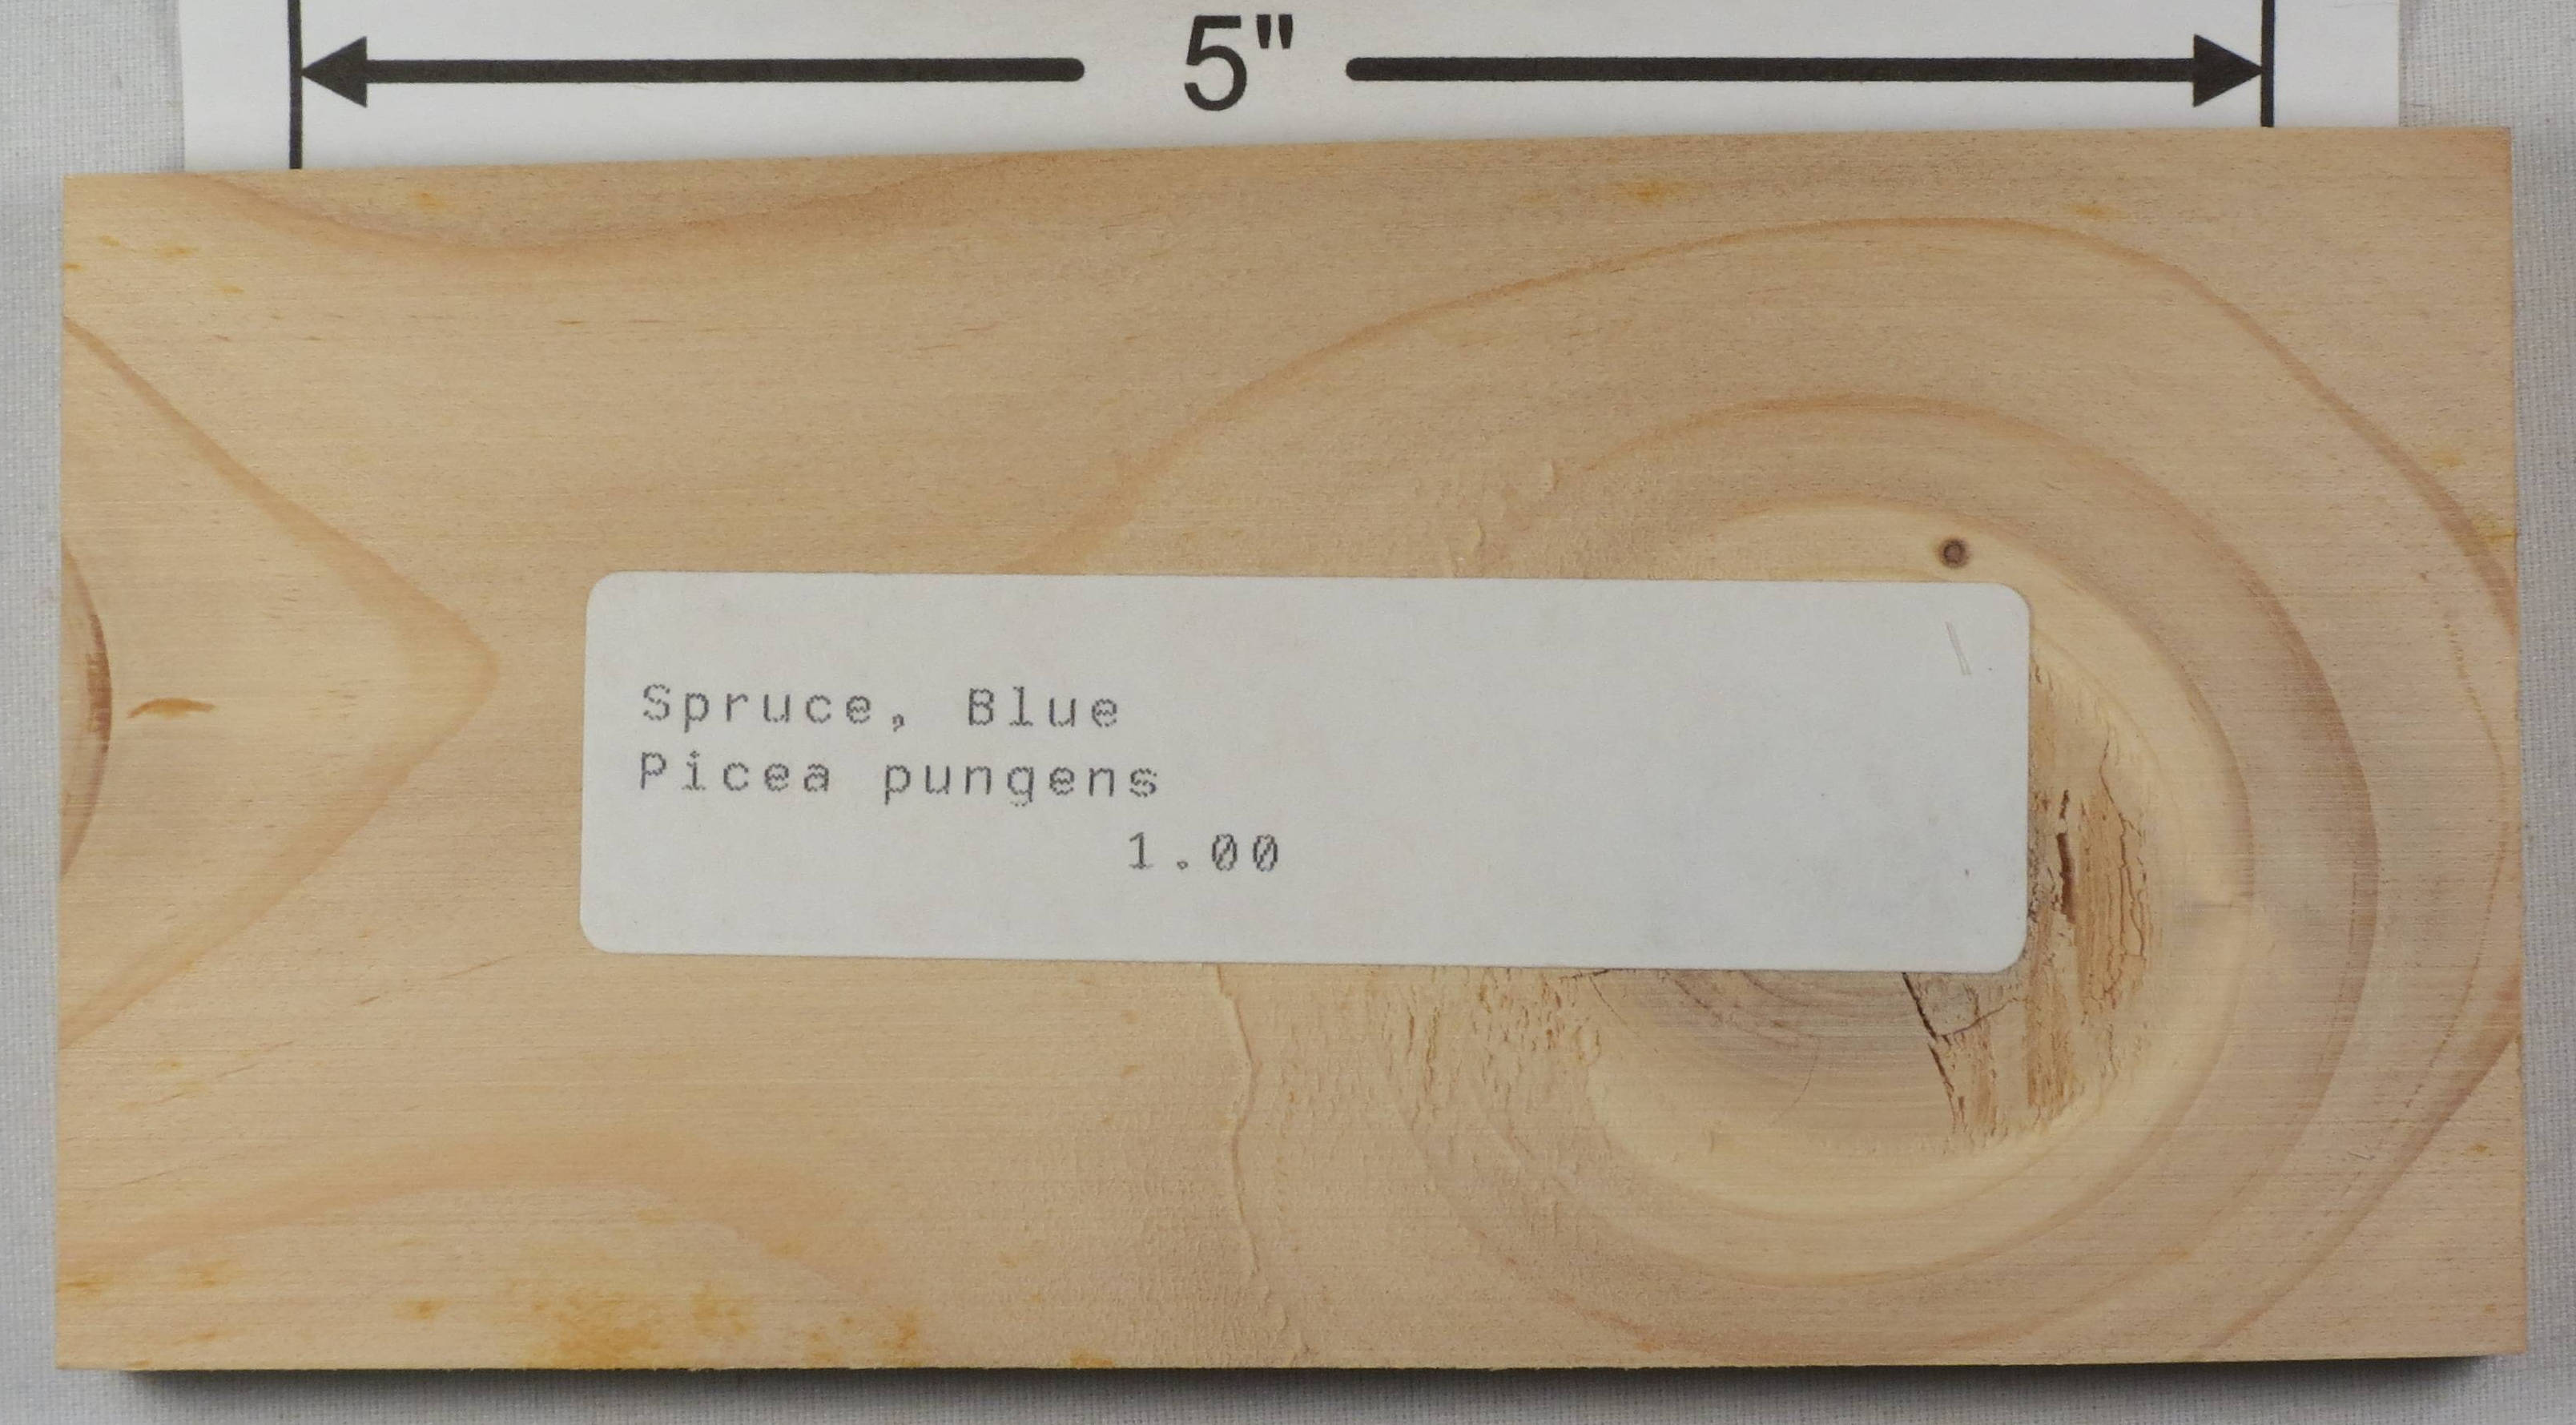 5"
Spruce, Blue
Picea pungens
1.00